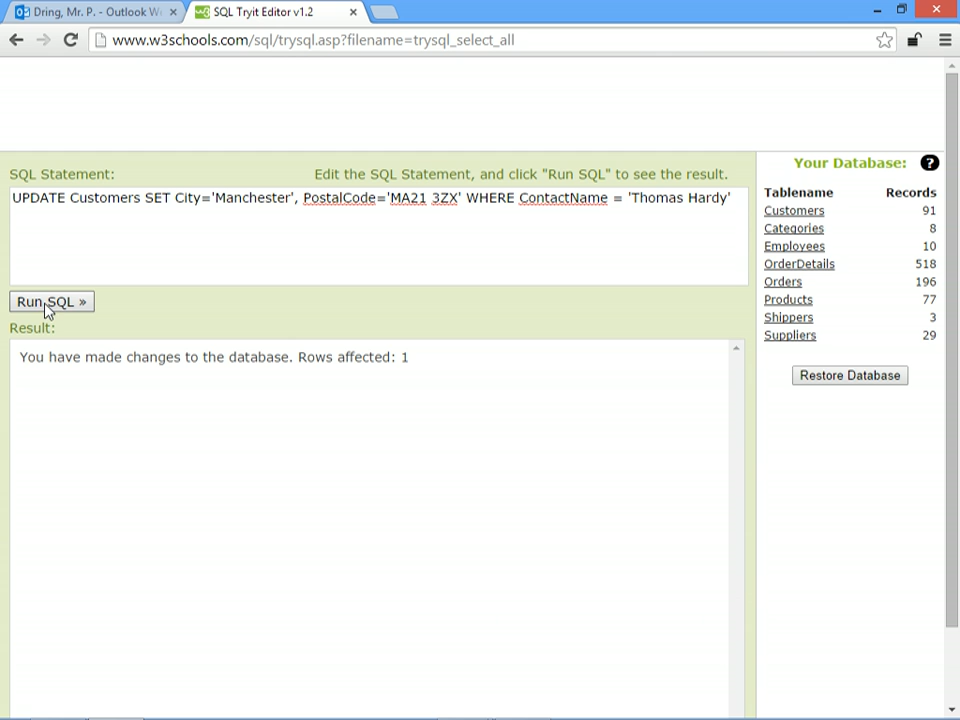 Dring, Mr. P. - Outlook W
SQL Tryit Editor v1.2
www.w3schools.com/sql/trysql.asp?filename=trysql_select_all
SQL Statement:
Edit the SQL Statement, and click "Run SQL" to see the result.
UPDATE Customers SET City='Manchester', PostalCode='MA21 3ZX' WHERE ContactName = 'Thomas Hardy'
Run SQL »
Result:
You have made changes to the database. Rows affected: 1
Your Database: ?
Tablename Records
Customers 91
Categories 8
Employees 10
OrderDetails 518
Orders 196
Products 77
Shippers 3
Suppliers 29
Restore Database